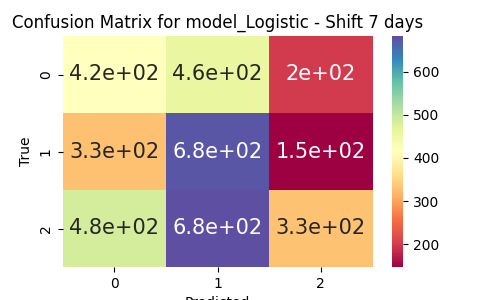 Confusion Matrix for model_Logistic - Shift 7 days
0 4.2e+02 4.6e+02 2e+02
1 3.3e+02 6.8e+02 1.5e+02
2 4.8e+02 6.8e+02 3.3e+02
0 1 2
True
Predicted
600
500
400
300
200